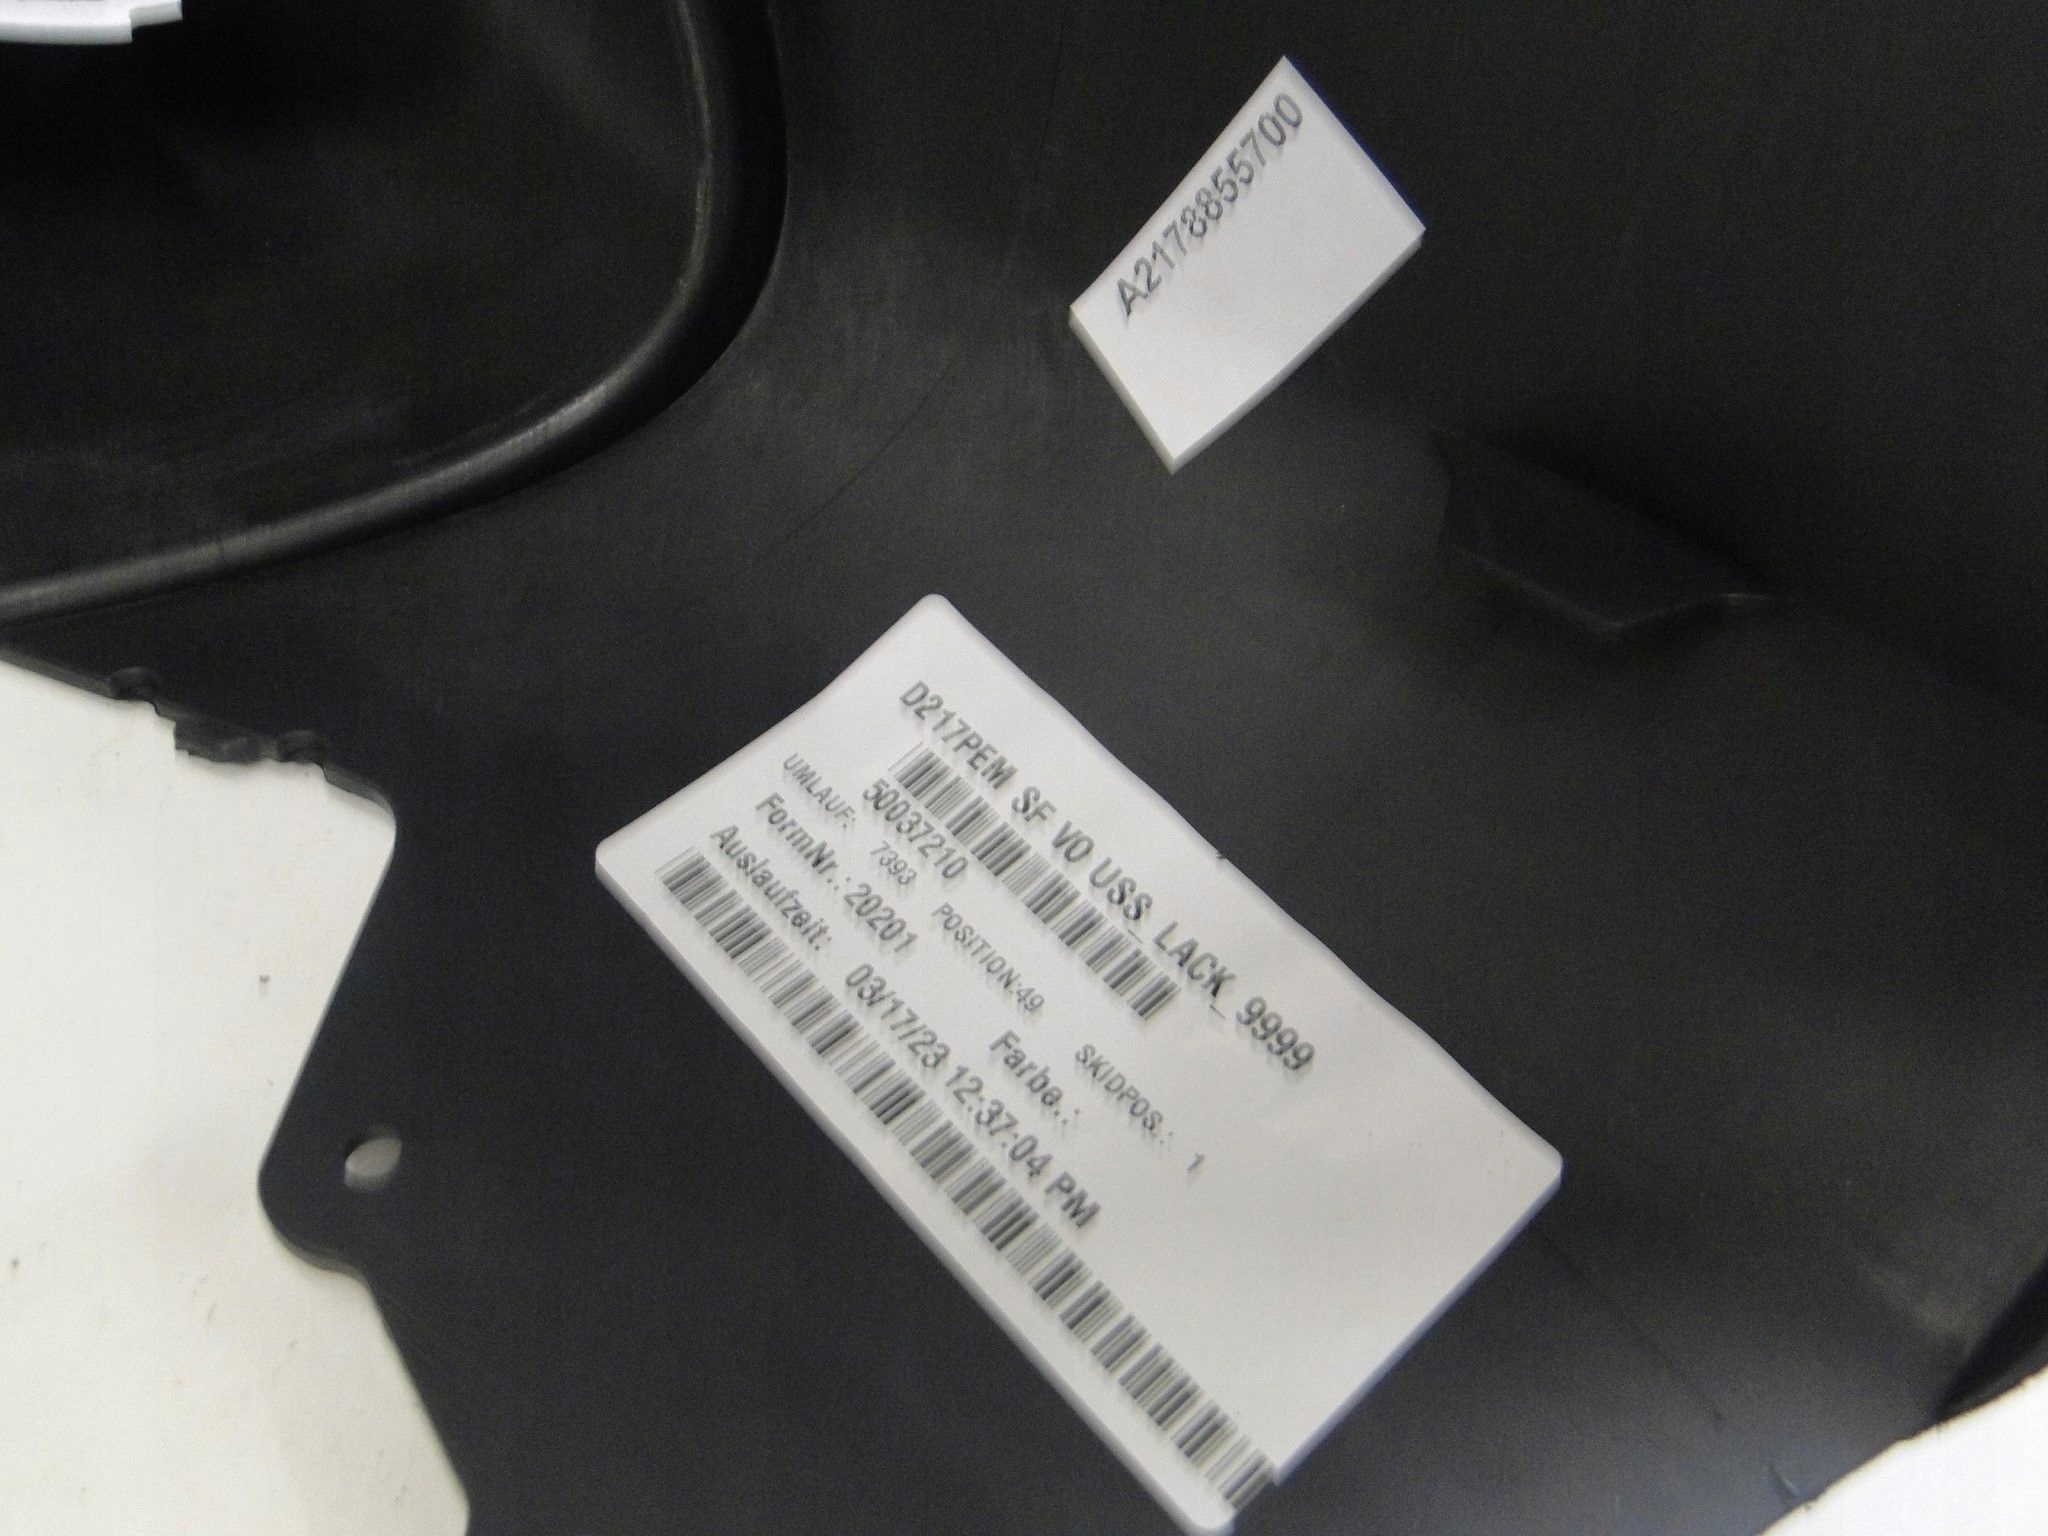 A2178855700
D217PEM SF VO USS_LACK_9999
50037210
UMLAUF: 7393 POSITION:49 SKIDPOS.: 1
FormNr.: 20201 Farbe.:
Auslaufzeit: 03/17/23 12:37:04 PM